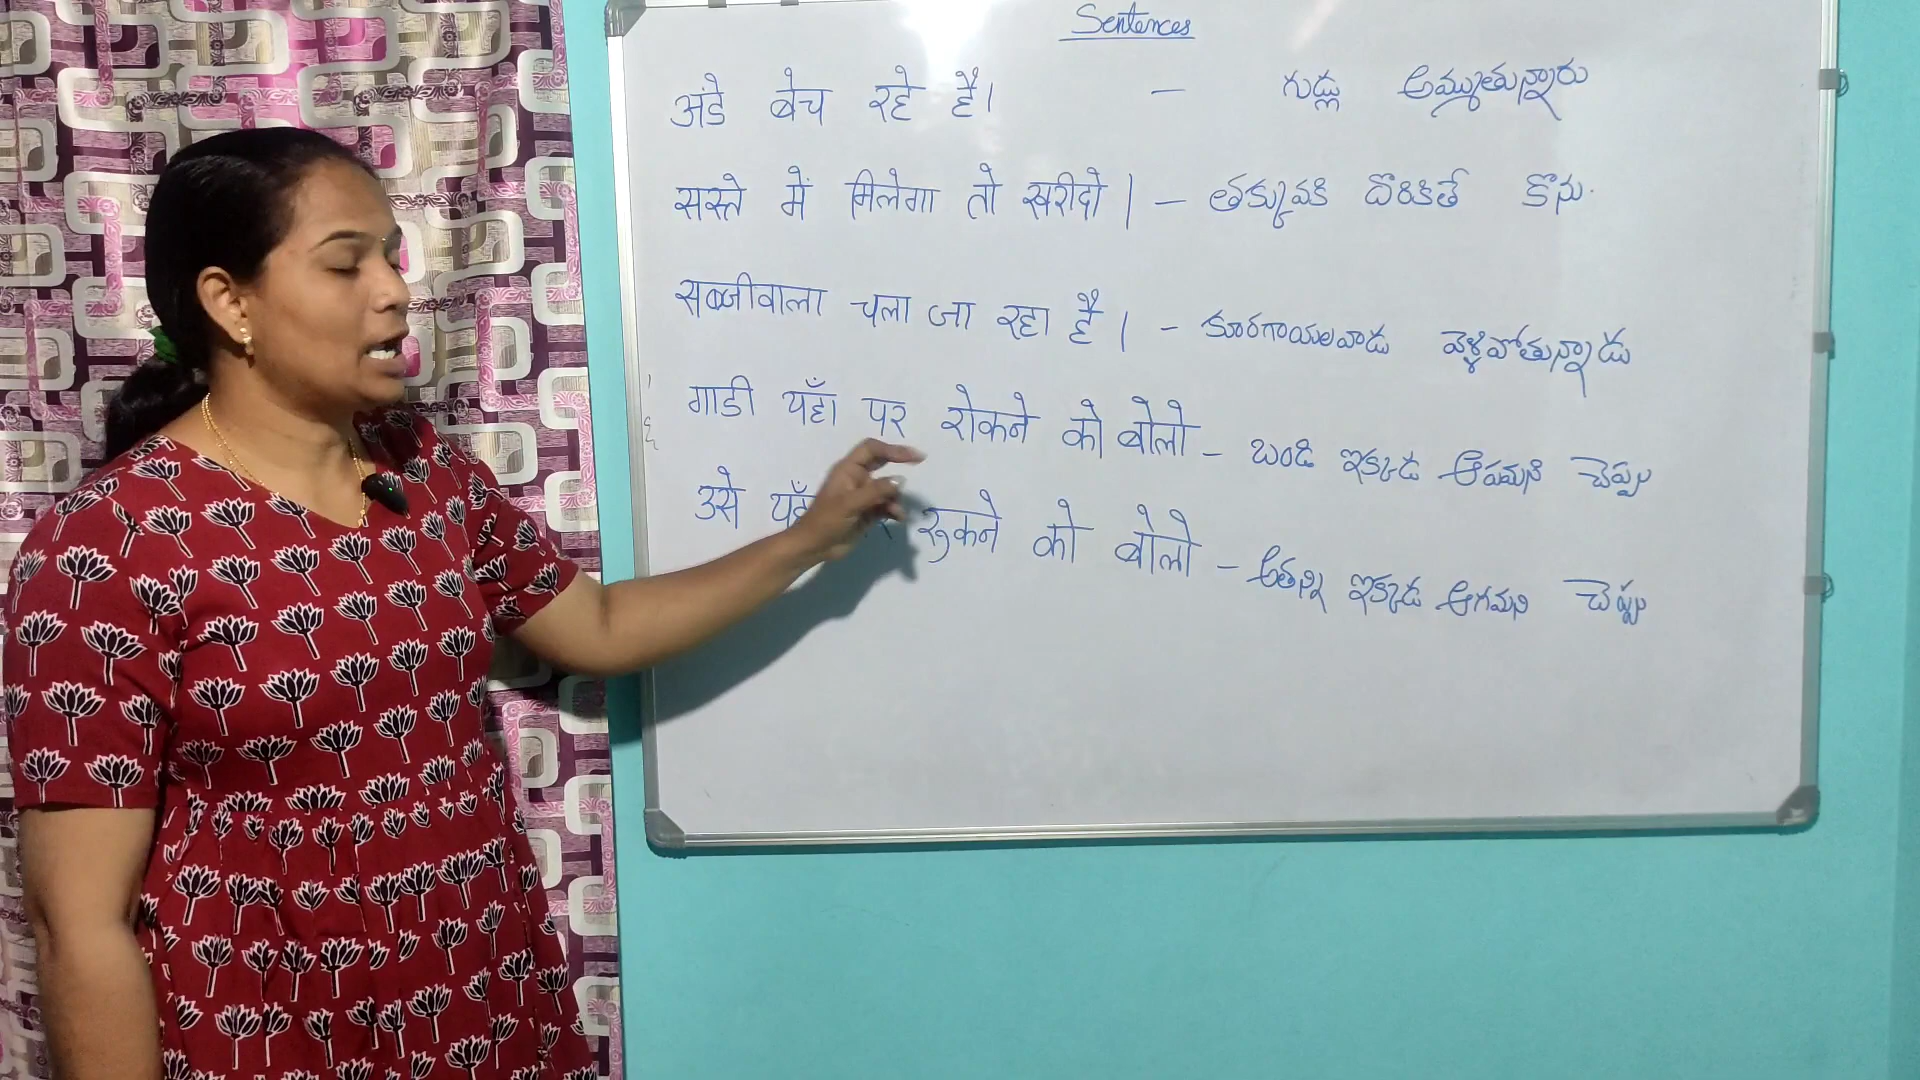 Sentences
अंडे बेच रहे हैं। - గుడ్లు అమ్ముతున్నారు
सस्ते में मिलेगा तो खरीदो। - తక్కువకి దొరికితే కొను.
सब्जीवाला चला जा रहा है। - కూరగాయలవాడు వెళ్ళిపోతున్నాడు
गाडी यहाँ पर रोकने को बोलो - బండి ఇక్కడ ఆపమని చెప్పు
उसे यहाँ रुकने को बोलो - అతన్ని ఇక్కడ ఆగమని చెప్పు